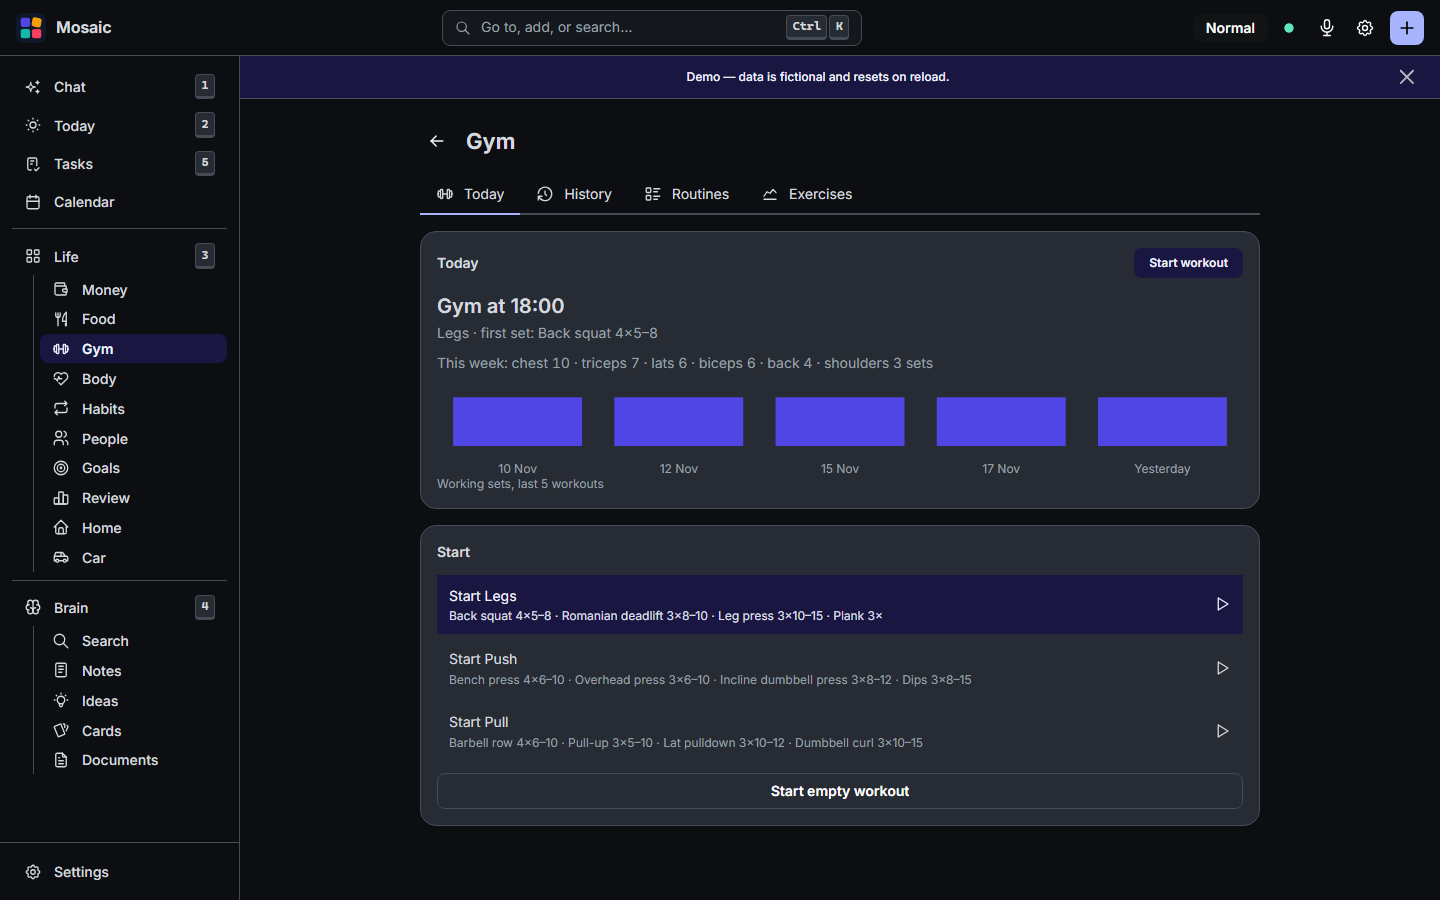 Mosaic
Go to, add, or search...
Ctrl K
Normal
Chat 1
Today 2
Tasks 5
Calendar
Life 3
Money
Food
Gym
Body
Habits
People
Goals
Review
Home
Car
Brain 4
Search
Notes
Ideas
Cards
Documents
Settings
Demo — data is fictional and resets on reload.
Gym
Today History Routines Exercises
Today
Start workout
Gym at 18:00
Legs · first set: Back squat 4×5–8
This week: chest 10 · triceps 7 · lats 6 · biceps 6 · back 4 · shoulders 3 sets
10 Nov 12 Nov 15 Nov 17 Nov Yesterday
Working sets, last 5 workouts
Start
Start Legs
Back squat 4×5–8 · Romanian deadlift 3×8–10 · Leg press 3×10–15 · Plank 3×
Start Push
Bench press 4×6–10 · Overhead press 3×6–10 · Incline dumbbell press 3×8–12 · Dips 3×8–15
Start Pull
Barbell row 4×6–10 · Pull-up 3×5–10 · Lat pulldown 3×10–12 · Dumbbell curl 3×10–15
Start empty workout